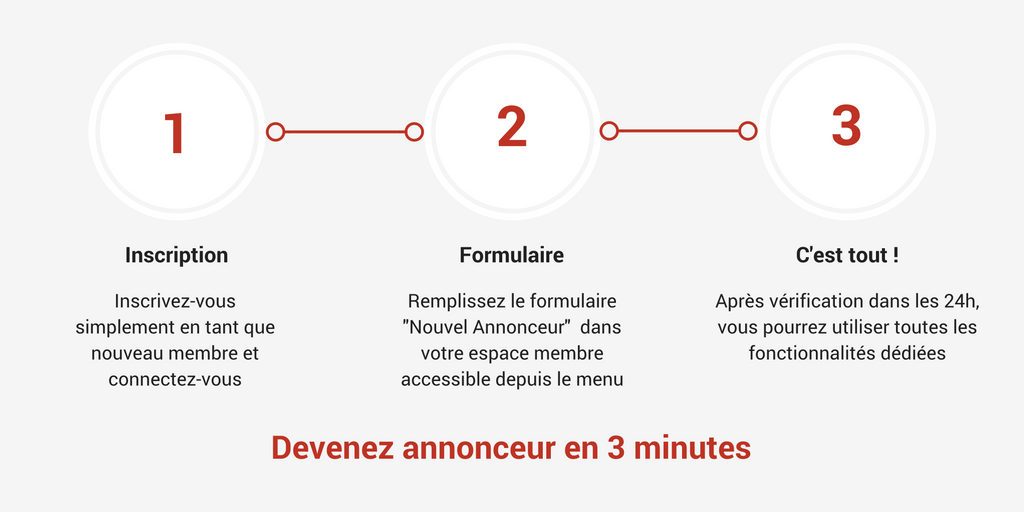 1
2
3
Inscription
Inscrivez-vous
simplement en tant que
nouveau membre et
connectez-vous
Formulaire
Remplissez le formulaire
"Nouvel Annonceur"  dans
votre espace membre
accessible depuis le menu
C'est tout !
Après vérification dans les 24h,
vous pourrez utiliser toutes les
fonctionnalités dédiées
Devenez annonceur en 3 minutes